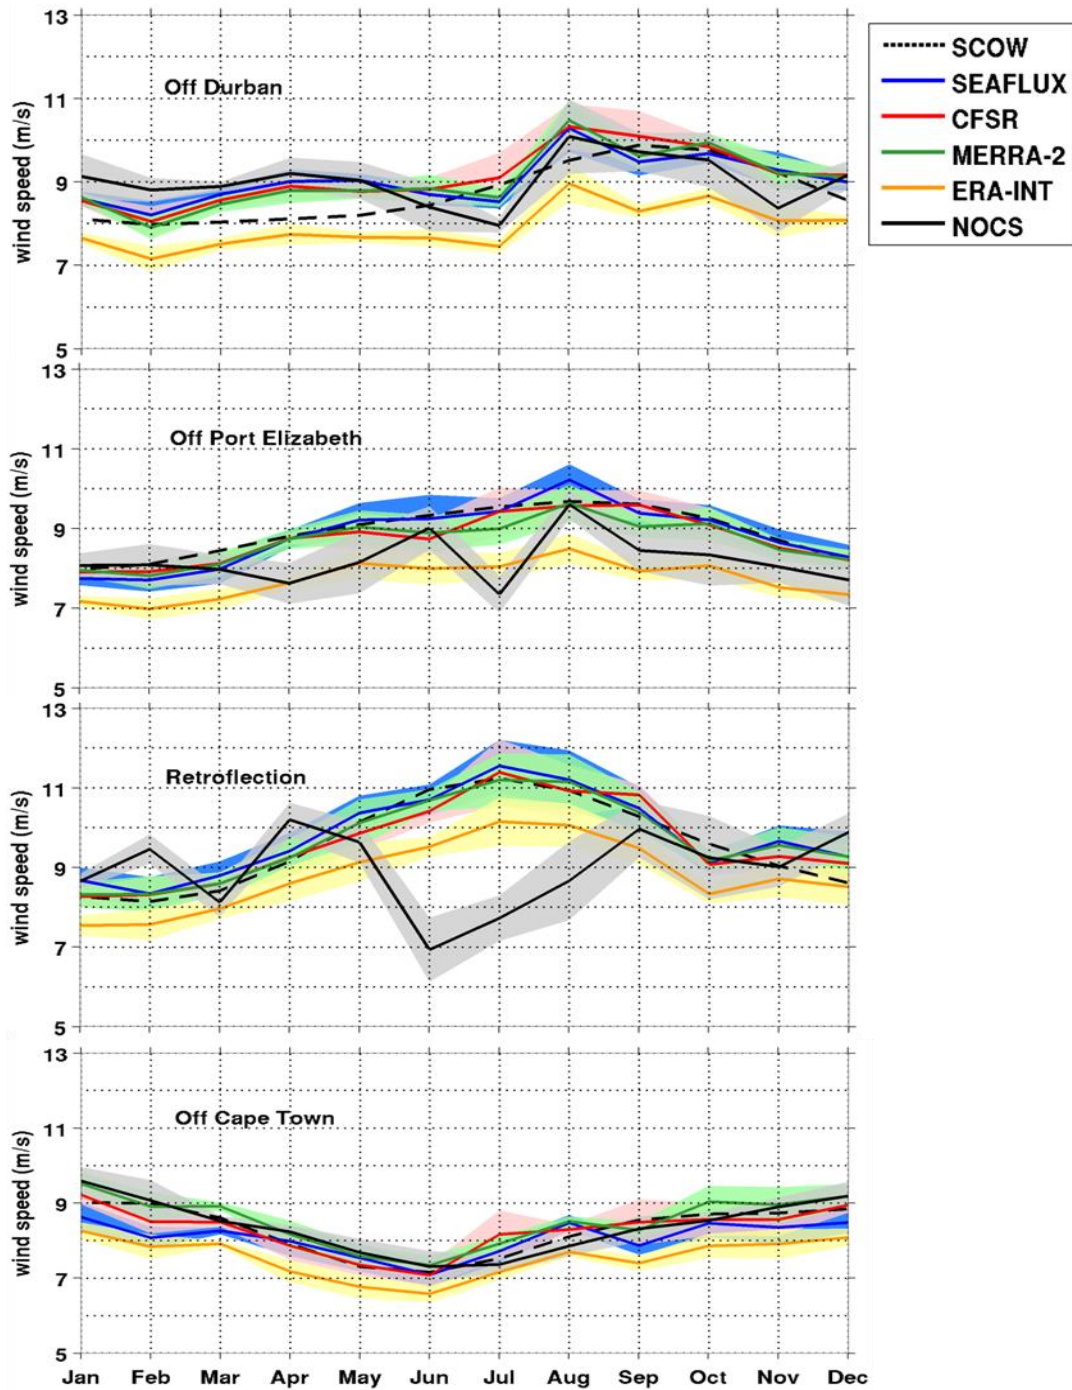 13
11
9
7
5
wind speed (m/s)
Off Durban
SCOW
SEAFLUX
CFSR
MERRA-2
ERA-INT
NOCS
13
11
9
7
5
wind speed (m/s)
Off Port Elizabeth
13
11
9
7
5
wind speed (m/s)
Retroflection
13
11
9
7
5
wind speed (m/s)
Off Cape Town
Jan Feb Mar Apr May Jun Jul Aug Sep Oct Nov Dec